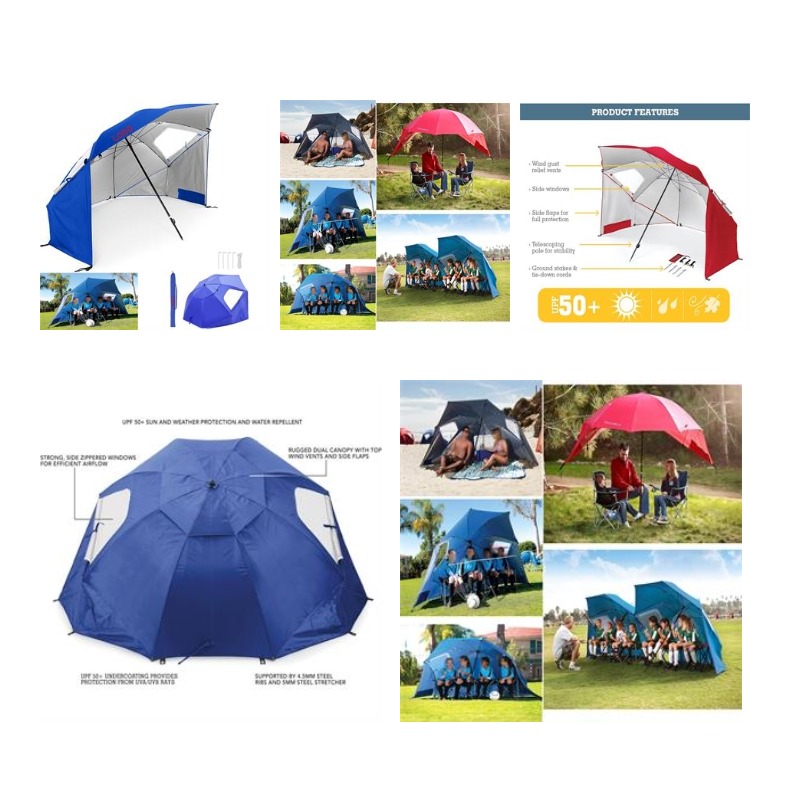 PRODUCT FEATURES
Wind gust
relief vents
Side windows
Side flaps for
full protection
Telescoping
pole for stability
Ground stakes &
tie-down cords
UPF 50+
UPF 50+ SUN AND WEATHER PROTECTION AND WATER REPELLENT
STRONG, SIDE ZIPPERED WINDOWS
FOR EFFICIENT AIRFLOW
RUGGED DUAL CANOPY WITH TOP
WIND VENTS AND SIDE FLAPS
UPF 50+ UNDERCOATING PROVIDES
PROTECTION FROM UVA/UVB RAYS
SUPPORTED BY 4.5MM STEEL
RIBS AND 5MM STEEL STRETCHER